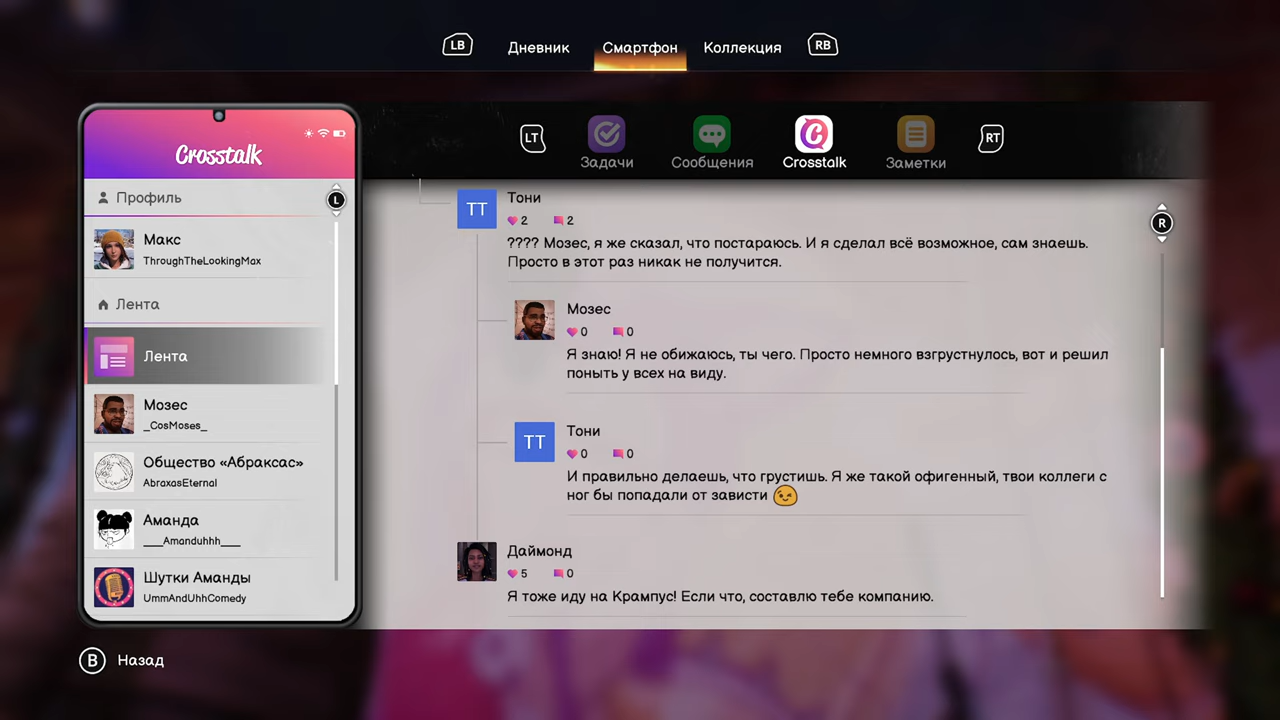 LB
Дневник
Смартфон
Коллекция
RB
Crosstalk
LT
Задачи
Сообщения
Crosstalk
Заметки
RT
Профиль
L
Макс
ThroughTheLookingMax
Лента
Лента
Мозес
_CosMoses_
Общество «Абраксас»
AbraxasEternal
Аманда
___Amanduhhh___
Шутки Аманды
UmmAndUhhComedy
R
TT
Тони
2 2
???? Мозес, я же сказал, что постараюсь. И я сделал всё возможное, сам знаешь.
Просто в этот раз никак не получится.
Мозес
0 0
Я знаю! Я не обижаюсь, ты чего. Просто немного взгрустнулось, вот и решил
поныть у всех на виду.
TT
Тони
0 0
И правильно делаешь, что грустишь. Я же такой офигенный, твои коллеги с
ног бы попадали от зависти
Даймонд
5 0
Я тоже иду на Крампус! Если что, составлю тебе компанию.
B
Назад